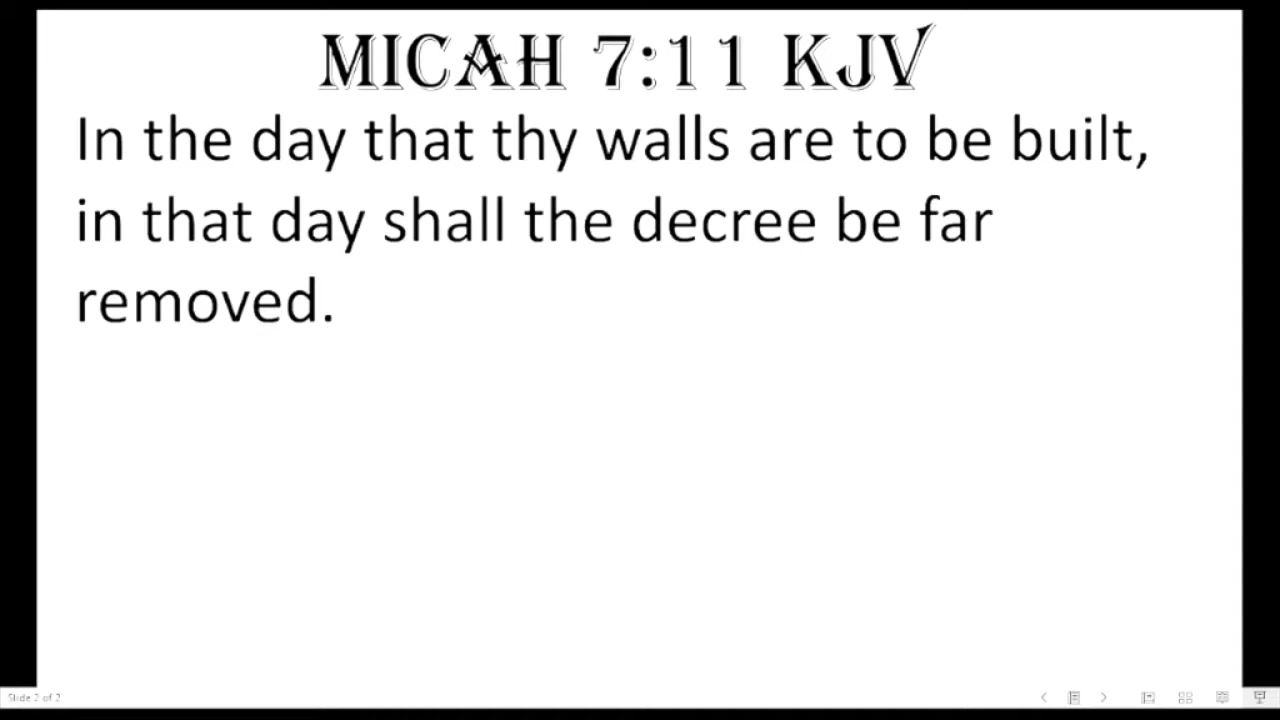 MICAH 7:11 KJV
In the day that thy walls are to be built,
in that day shall the decree be far
removed.
Slide 2 of 2